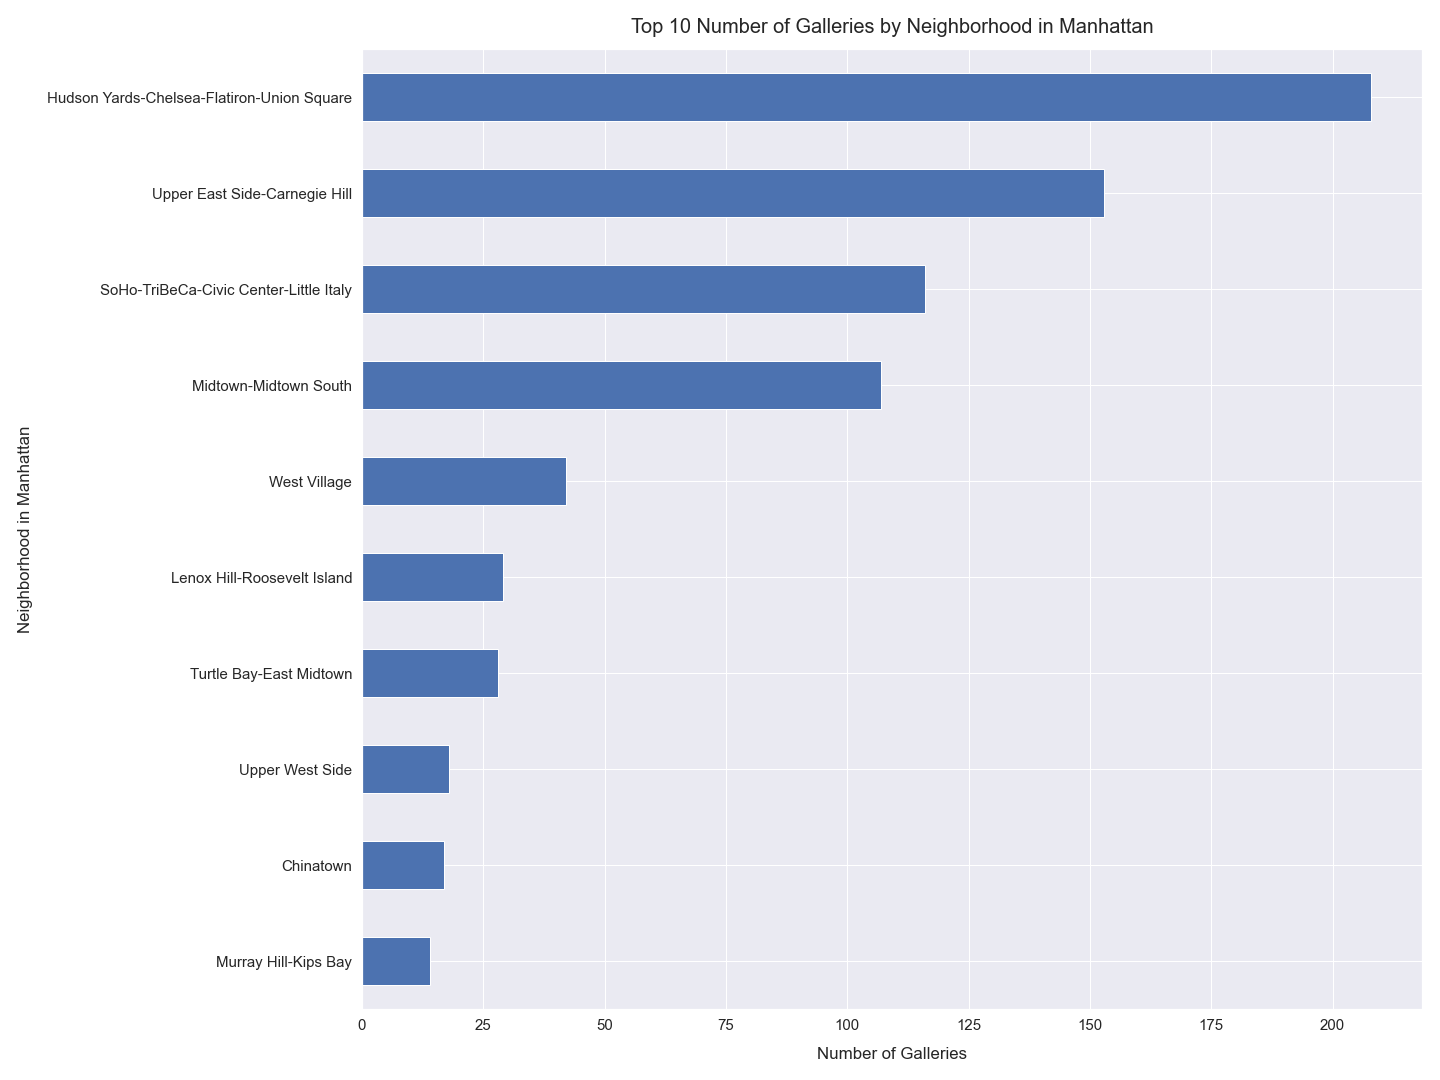 Top 10 Number of Galleries by Neighborhood in Manhattan
Neighborhood in Manhattan
Hudson Yards-Chelsea-Flatiron-Union Square
Upper East Side-Carnegie Hill
SoHo-TriBeCa-Civic Center-Little Italy
Midtown-Midtown South
West Village
Lenox Hill-Roosevelt Island
Turtle Bay-East Midtown
Upper West Side
Chinatown
Murray Hill-Kips Bay
0 25 50 75 100 125 150 175 200
Number of Galleries